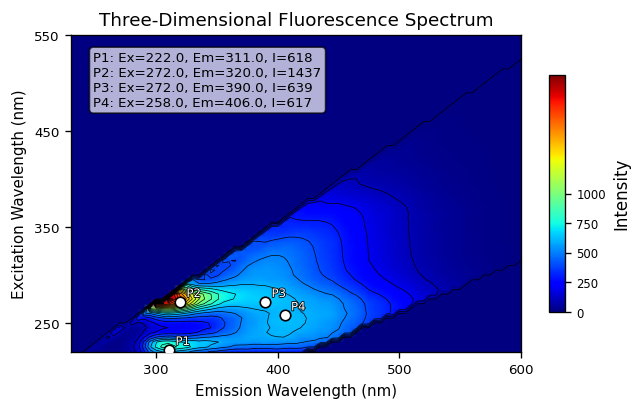 Three-Dimensional Fluorescence Spectrum
P1: Ex=222.0, Em=311.0, I=618
P2: Ex=272.0, Em=320.0, I=1437
P3: Ex=272.0, Em=390.0, I=639
P4: Ex=258.0, Em=406.0, I=617
550
450
350
250
Excitation Wavelength (nm)
P2
P3
P4
P1
300
400
500
600
Emission Wavelength (nm)
1000
750
500
250
0
Intensity